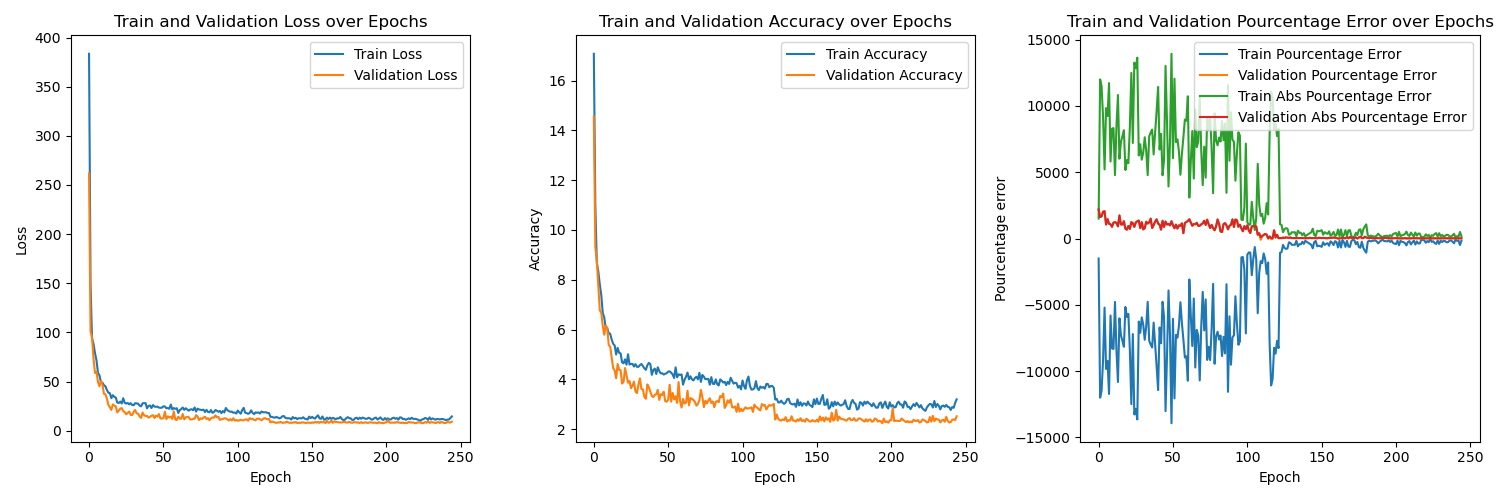 Train and Validation Loss over Epochs
Train Loss
Validation Loss
400
350
300
250
200
150
100
50
0
Loss
0
50
100
150
200
250
Epoch
Train and Validation Accuracy over Epochs
Train Accuracy
Validation Accuracy
16
14
12
10
8
6
4
2
Accuracy
0
50
100
150
200
250
Epoch
Train and Validation Pourcentage Error over Epochs
Train Pourcentage Error
Validation Pourcentage Error
Train Abs Pourcentage Error
Validation Abs Pourcentage Error
15000
10000
5000
0
−5000
−10000
−15000
Pourcentage error
0
50
100
150
200
250
Epoch